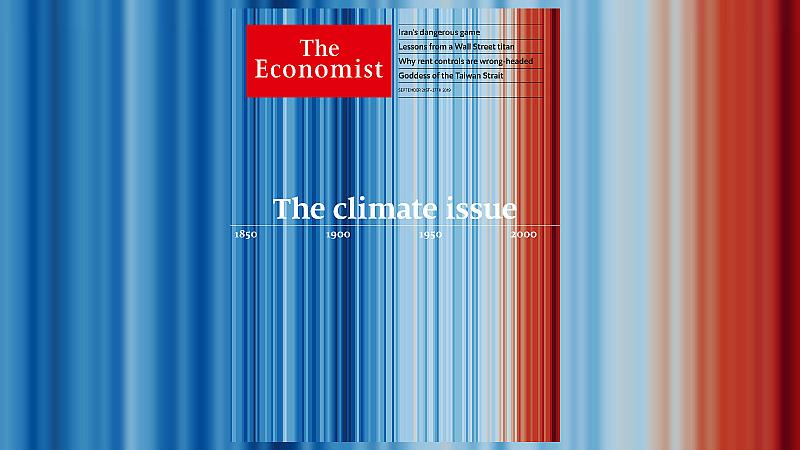 The
Economist
Iran's dangerous game
Lessons from a Wall Street titan
Why rent controls are wrong-headed
Goddess of the Taiwan Strait
SEPTEMBER 21ST–27TH 2019
The climate issue
1850 1900 1950 2000